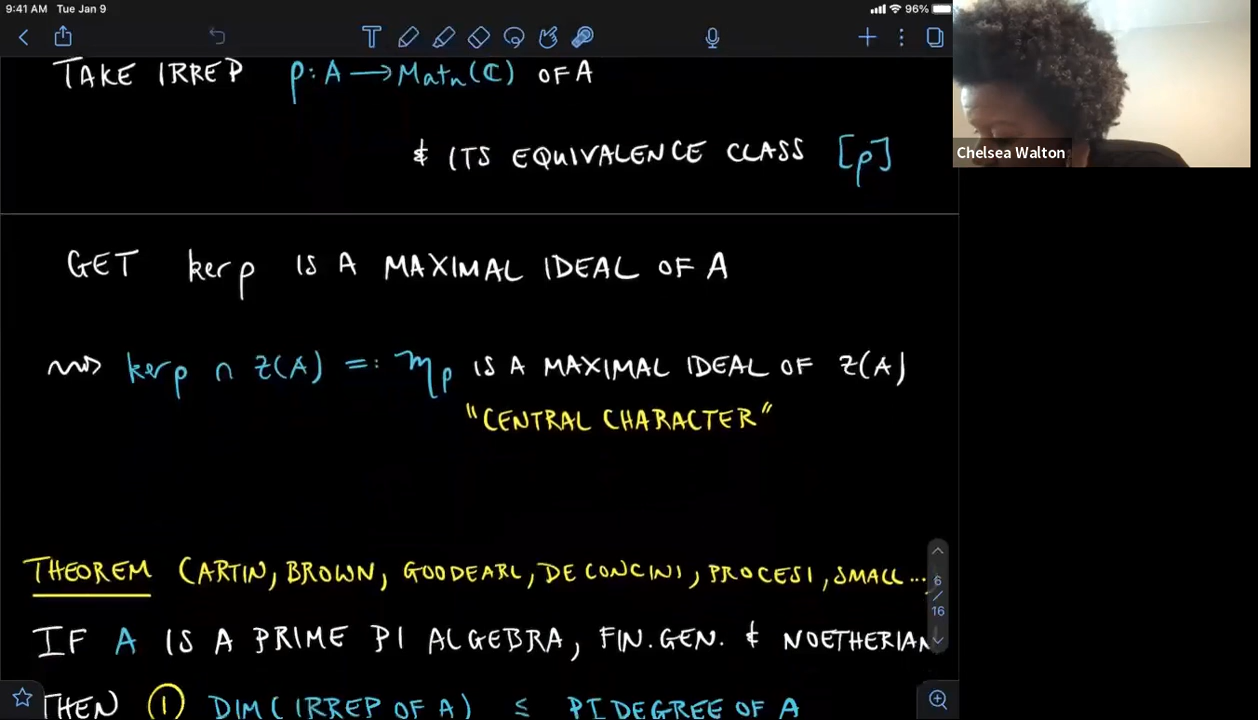 9:41 AM Tue Jan 9
96%
TAKE IRREP ρ: A ⟶ Matn(ℂ) OF A
& ITS EQUIVALENCE CLASS [ρ]
Chelsea Walton
GET ker ρ IS A MAXIMAL IDEAL OF A
⇝ ker ρ ∩ Z(A) =: 𝔪ρ IS A MAXIMAL IDEAL OF Z(A)
"CENTRAL CHARACTER"
THEOREM (ARTIN, BROWN, GOODEARL, DE CONCINI, PROCESI, SMALL...
IF A IS A PRIME PI ALGEBRA, FIN. GEN. & NOETHERIAN
THEN ① DIM(IRREP OF A) ≤ PI DEGREE OF A
6 / 16